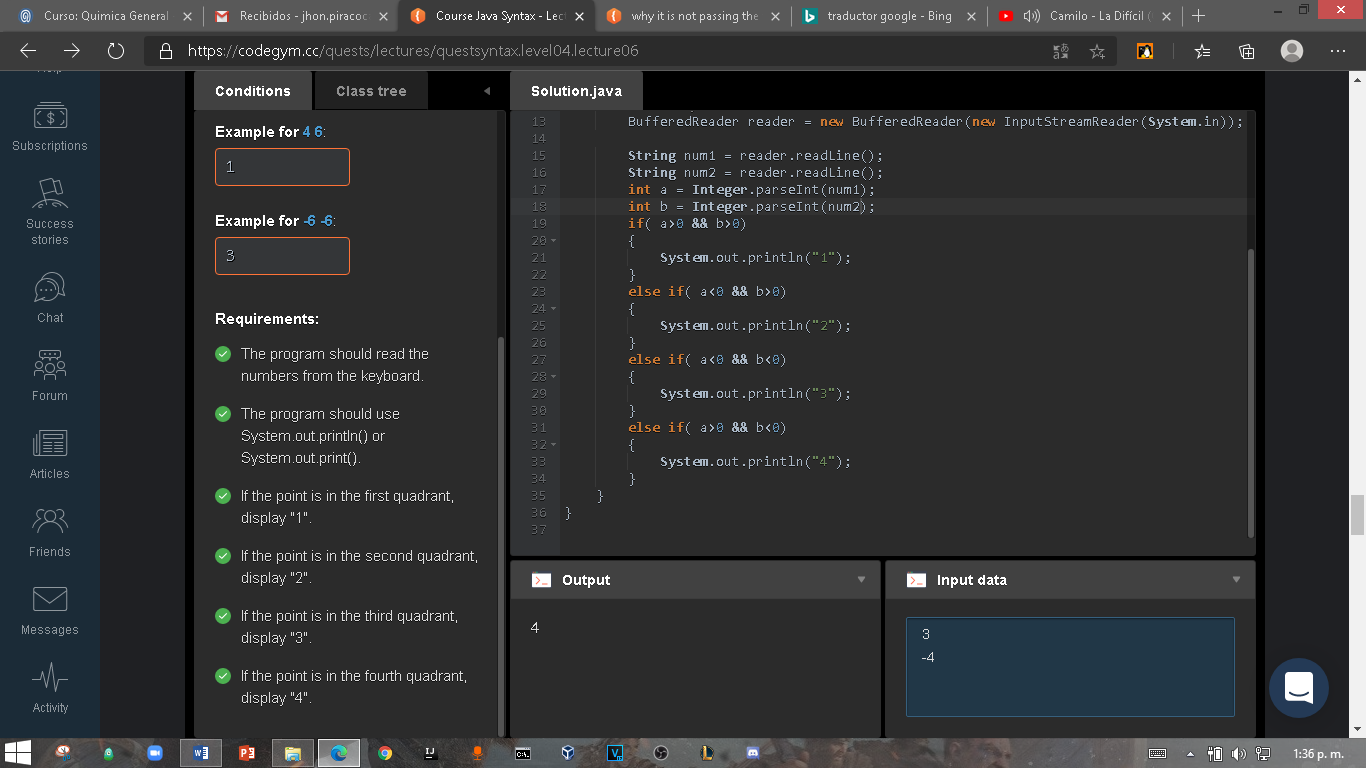 Curso: Quimica General
Recibidos - jhon.piracoc
Course Java Syntax - Lec
why it is not passing the
traductor google - Bing
Camilo - La Difícil (
https://codegym.cc/quests/lectures/questsyntax.level04.lecture06
Subscriptions
Success
stories
Chat
Forum
Articles
Friends
Messages
Activity
Conditions
Class tree
Example for 4 6:
1
Example for -6 -6:
3
Requirements:
The program should read the
numbers from the keyboard.
The program should use
System.out.println() or
System.out.print().
If the point is in the first quadrant,
display "1".
If the point is in the second quadrant,
display "2".
If the point is in the third quadrant,
display "3".
If the point is in the fourth quadrant,
display "4".
Solution.java
13 BufferedReader reader = new BufferedReader(new InputStreamReader(System.in));
14
15 String num1 = reader.readLine();
16 String num2 = reader.readLine();
17 int a = Integer.parseInt(num1);
18 int b = Integer.parseInt(num2);
19 if( a>0 && b>0)
20 {
21 System.out.println("1");
22 }
23 else if( a<0 && b>0)
24 {
25 System.out.println("2");
26 }
27 else if( a<0 && b<0)
28 {
29 System.out.println("3");
30 }
31 else if( a>0 && b<0)
32 {
33 System.out.println("4");
34 }
35 }
36 }
37
Output
4
Input data
3
-4
1:36 p. m.